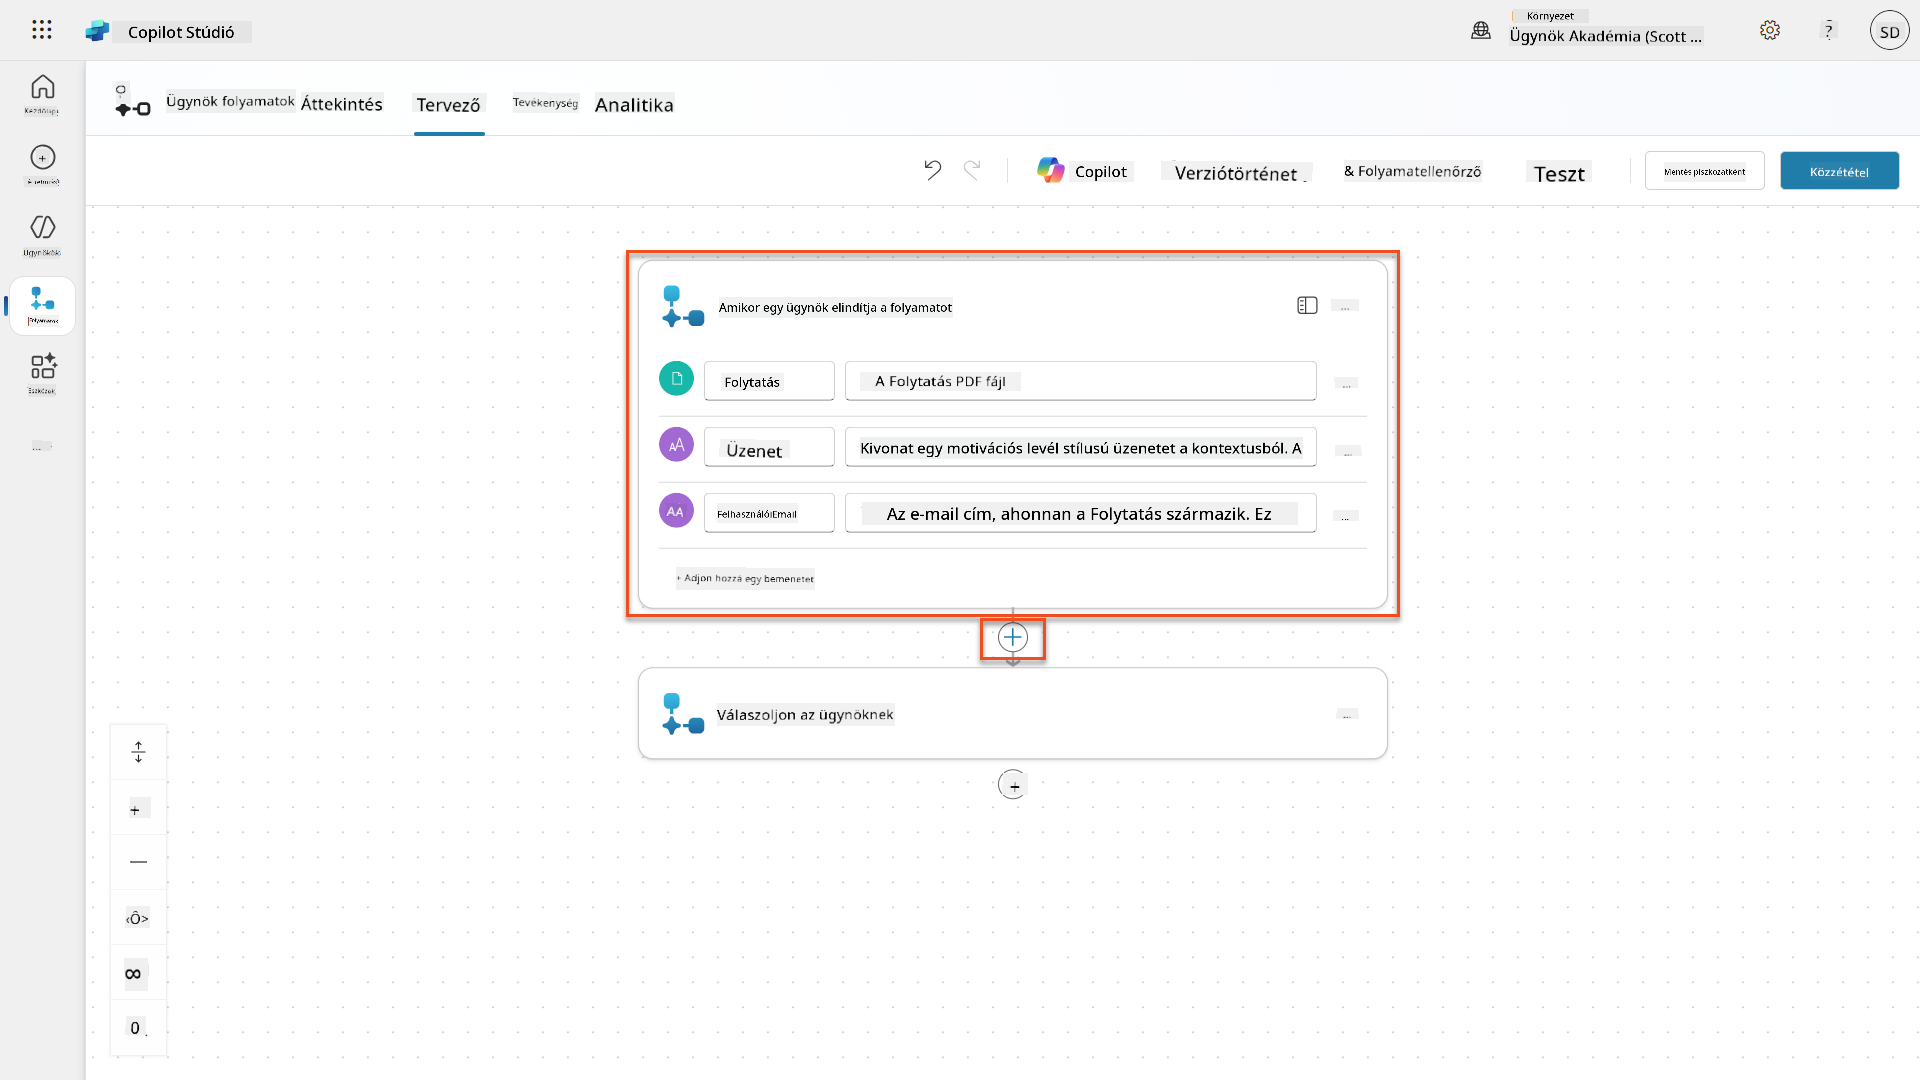 Copilot Stúdió
Környezet
Ügynök Akadémia (Scott ...
?
SD
Ügynök folyamatok
Áttekintés
Tervező
Tevékenység
Analitika
Copilot
Verziótörténet
& Folyamatellenőrző
Teszt
Mentés piszkozatként
Közzététel
Ügynökök
Folyamatok
Eszközök
...
Amikor egy ügynök elindítja a folyamatot
...
Folytatás
A Folytatás PDF fájl
...
AA
Üzenet
Kivonat egy motivációs levél stílusú üzenetet a kontextusból. A
...
AA
FelhasználóiEmail
Az e-mail cím, ahonnan a Folytatás származik. Ez
...
+ Adjon hozzá egy bemenetet
Válaszoljon az ügynöknek
...